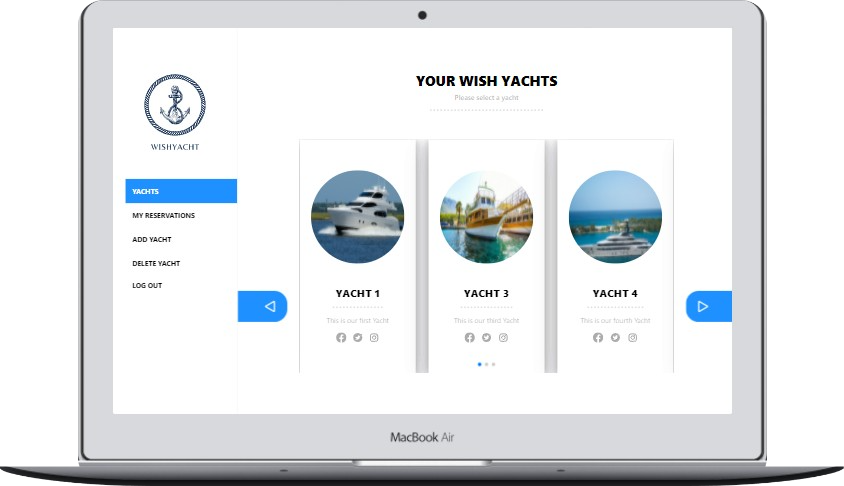 WISHYACHT
YACHTS
MY RESERVATIONS
ADD YACHT
DELETE YACHT
LOG OUT
YOUR WISH YACHTS
Please select a yacht
YACHT 1
This is our first Yacht
YACHT 3
This is our third Yacht
YACHT 4
This is our fourth Yacht
MacBook Air